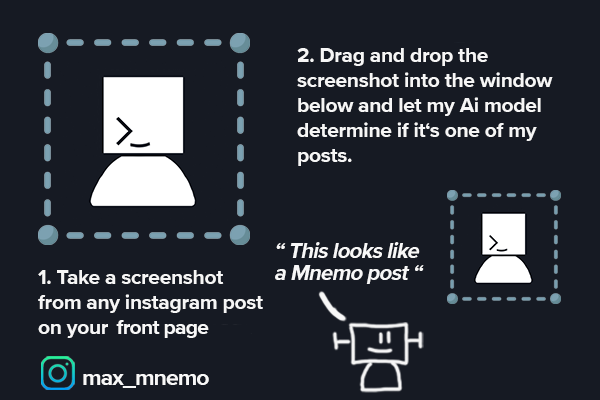 2. Drag and drop the
screenshot into the window
below and let my Ai model
determine if it‘s one of my
posts.
“ This looks like
a Mnemo post “
1. Take a screenshot
from any instagram post
on your front page
max_mnemo